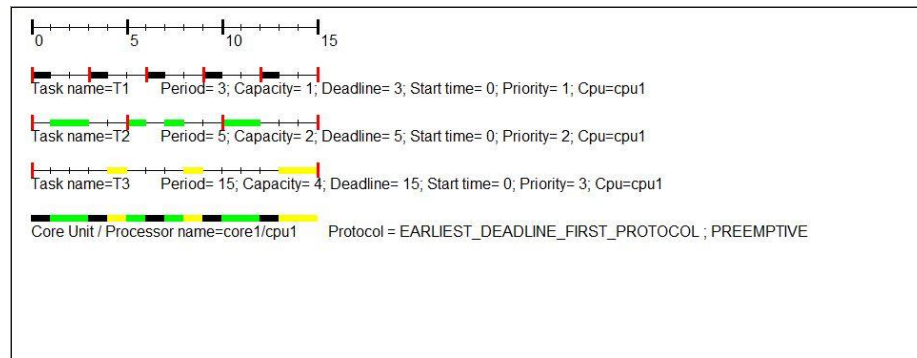 0 5 10 15
Task name=T1 Period= 3; Capacity= 1; Deadline= 3; Start time= 0; Priority= 1; Cpu=cpu1
Task name=T2 Period= 5; Capacity= 2; Deadline= 5; Start time= 0; Priority= 2; Cpu=cpu1
Task name=T3 Period= 15; Capacity= 4; Deadline= 15; Start time= 0; Priority= 3; Cpu=cpu1
Core Unit / Processor name=core1/cpu1 Protocol = EARLIEST_DEADLINE_FIRST_PROTOCOL ; PREEMPTIVE